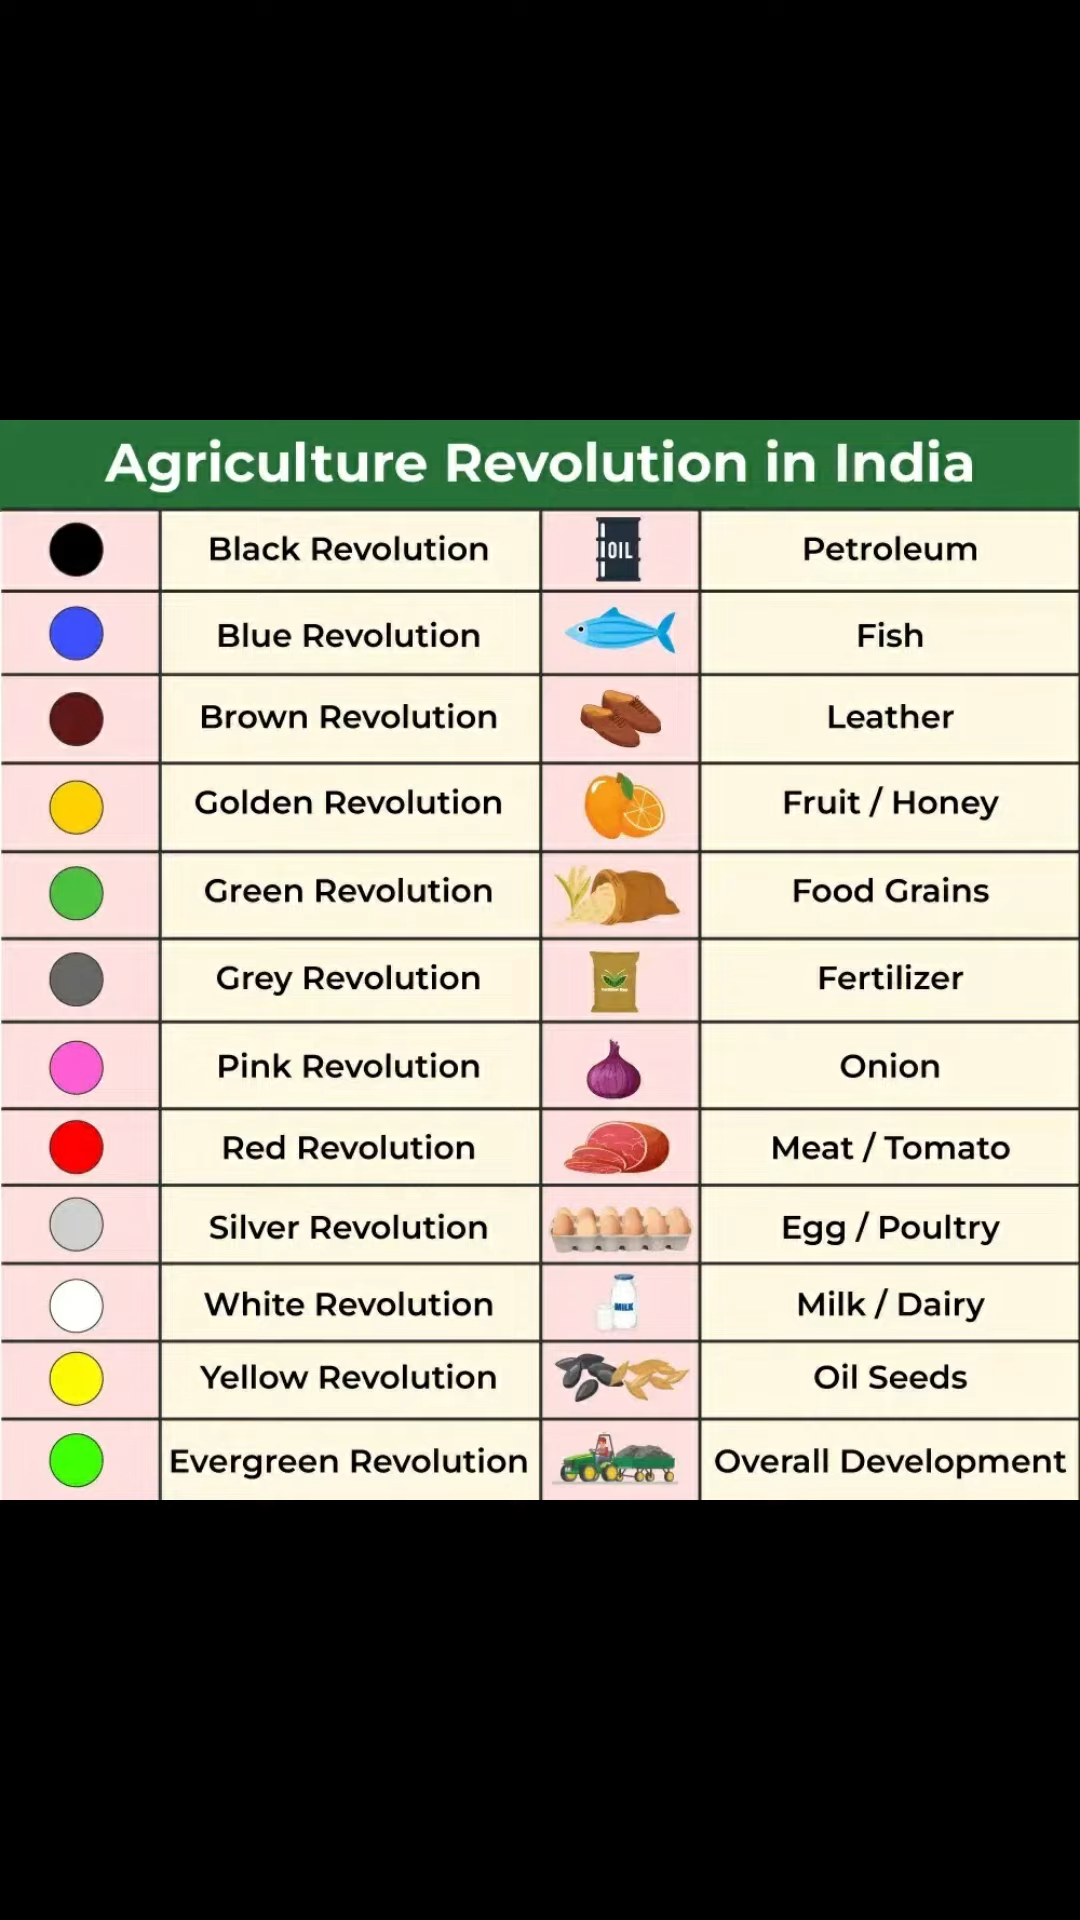 Agriculture Revolution in India
Black Revolution OIL Petroleum
Blue Revolution Fish
Brown Revolution Leather
Golden Revolution Fruit / Honey
Green Revolution Food Grains
Grey Revolution Fertilizer
Pink Revolution Onion
Red Revolution Meat / Tomato
Silver Revolution Egg / Poultry
White Revolution MILK Milk / Dairy
Yellow Revolution Oil Seeds
Evergreen Revolution Overall Development